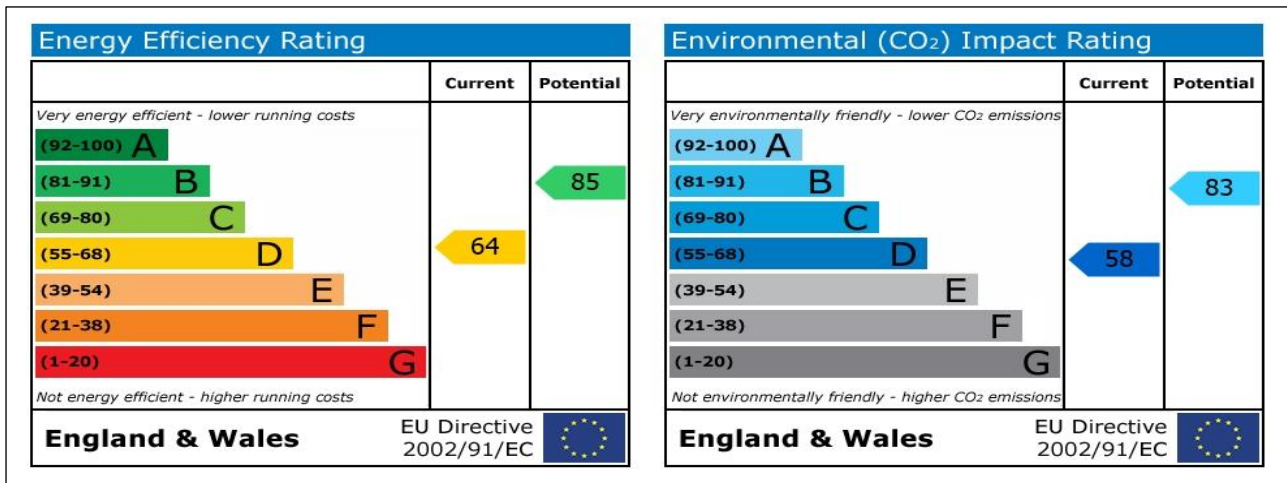 Energy Efficiency Rating
Current Potential
Very energy efficient - lower running costs
(92-100) A
(81-91) B
85
(69-80) C
(55-68) D
64
(39-54) E
(21-38) F
(1-20) G
Not energy efficient - higher running costs
England & Wales
EU Directive
2002/91/EC
Environmental (CO₂) Impact Rating
Current Potential
Very environmentally friendly - lower CO₂ emissions
(92-100) A
(81-91) B
83
(69-80) C
(55-68) D
58
(39-54) E
(21-38) F
(1-20) G
Not environmentally friendly - higher CO₂ emissions
England & Wales
EU Directive
2002/91/EC